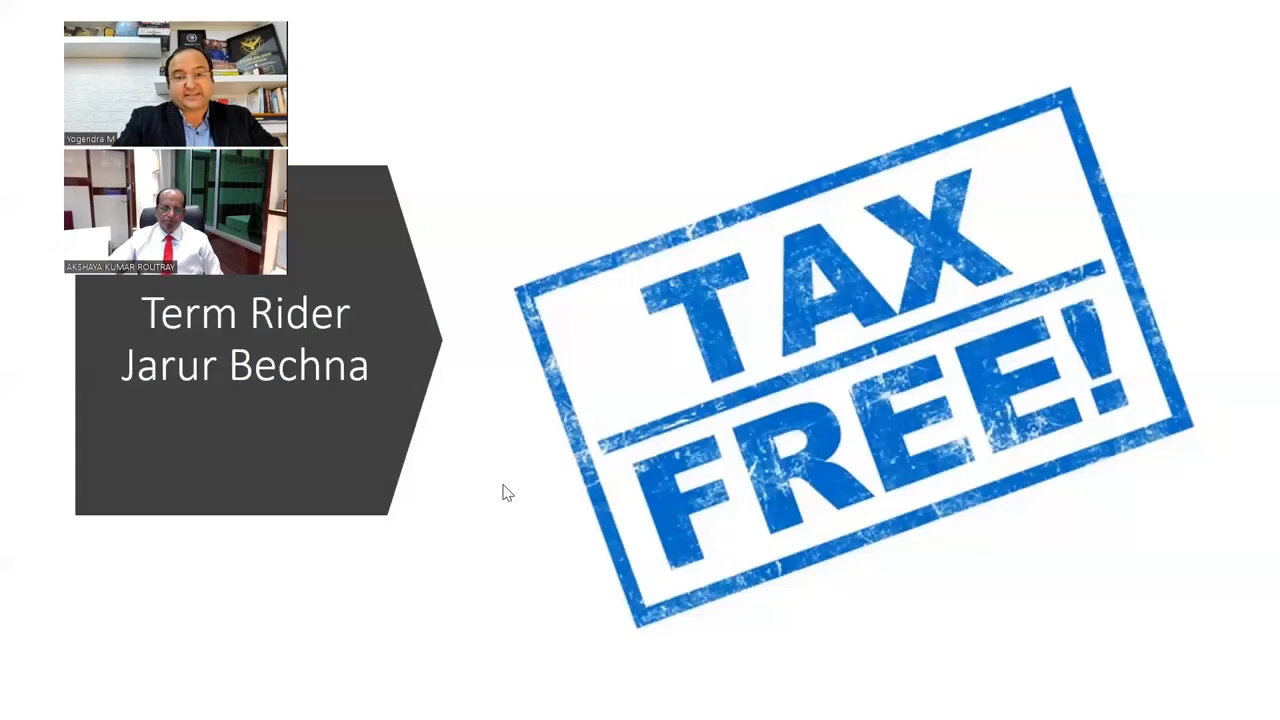 Yogendra M
AKSHAYA KUMAR ROUTRAY
Term Rider
Jarur Bechna
TAX
FREE!